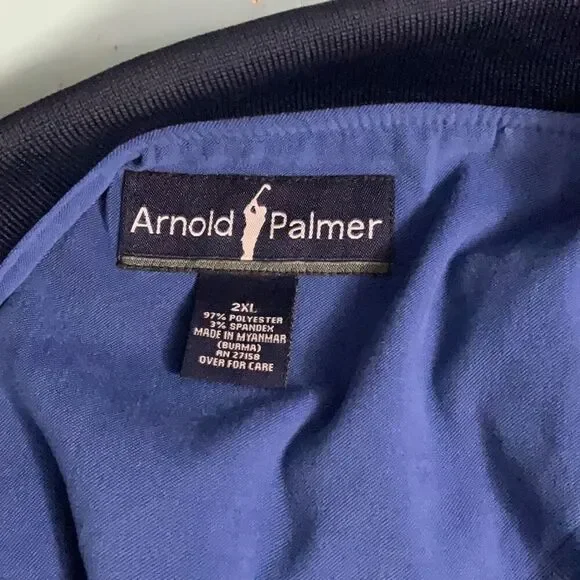 Arnold Palmer
2XL
97% POLYESTER
3% SPANDEX
MADE IN MYANMAR
(BURMA)
RN 27158
OVER FOR CARE